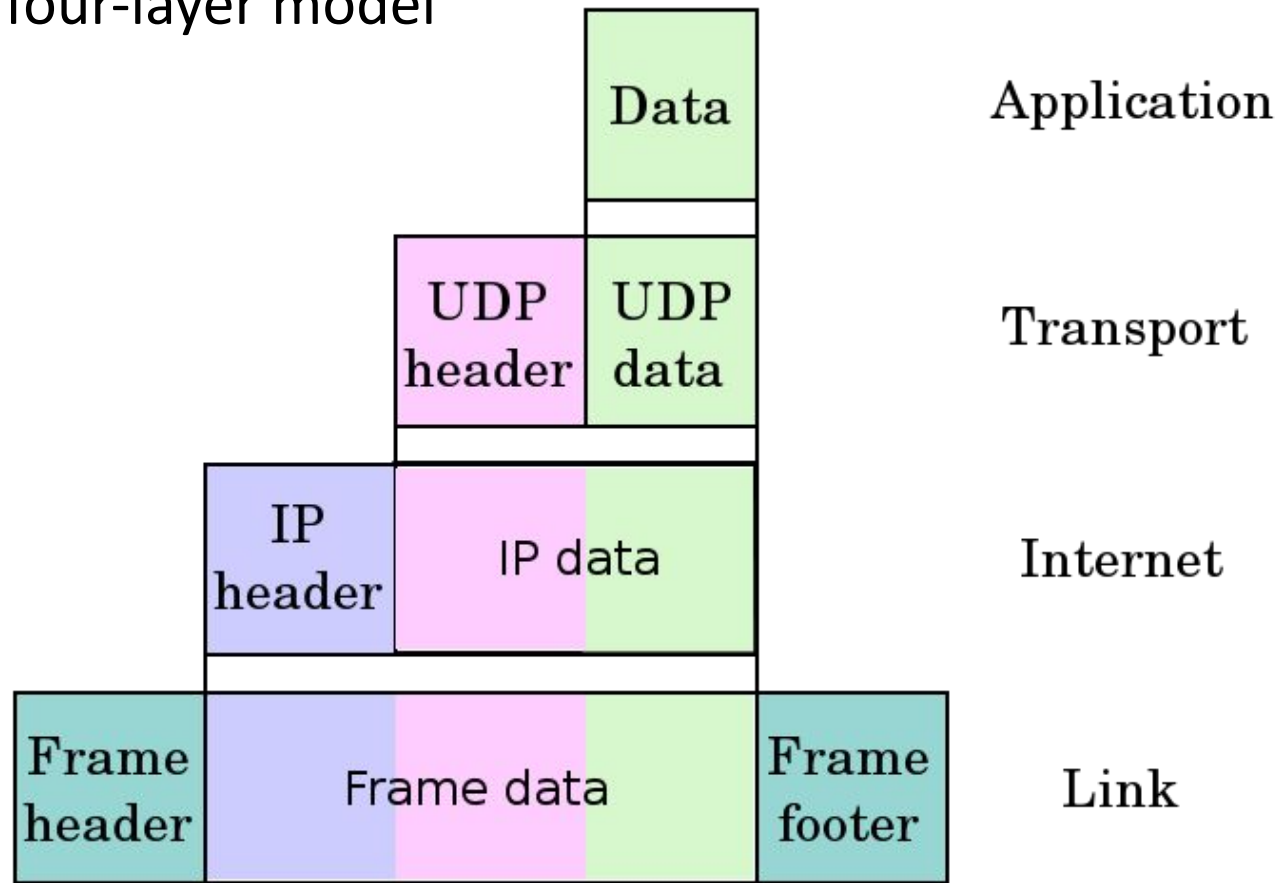 four-layer model
Data
Application
UDP
header
UDP
data
Transport
IP
header
IP data
Internet
Frame
header
Frame data
Frame
footer
Link